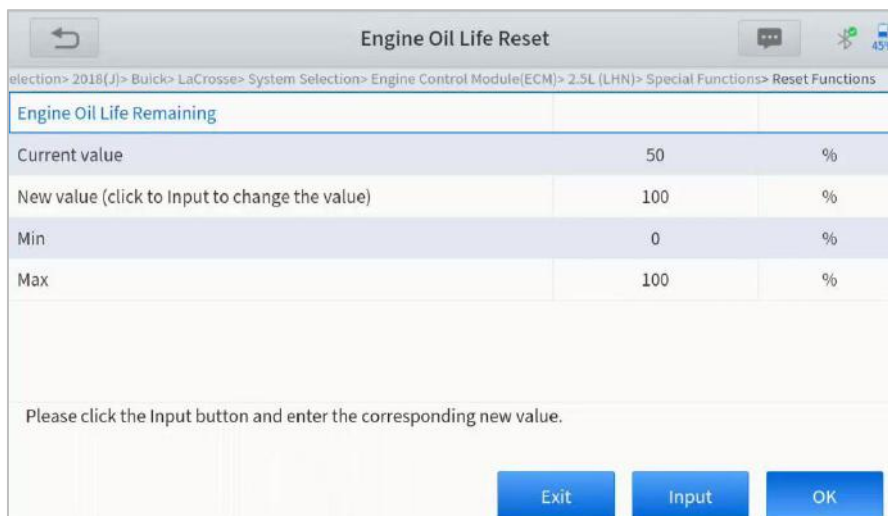 Engine Oil Life Reset
45%
election> 2018(J)> Buick> LaCrosse> System Selection> Engine Control Module(ECM)> 2.5L (LHN)> Special Functions> Reset Functions
Engine Oil Life Remaining
Current value 50 %
New value (click to Input to change the value) 100 %
Min 0 %
Max 100 %
Please click the Input button and enter the corresponding new value.
Exit Input OK